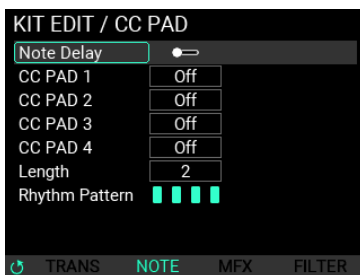 KIT EDIT / CC PAD
Note Delay
CC PAD 1 Off
CC PAD 2 Off
CC PAD 3 Off
CC PAD 4 Off
Length 2
Rhythm Pattern
TRANS NOTE MFX FILTER